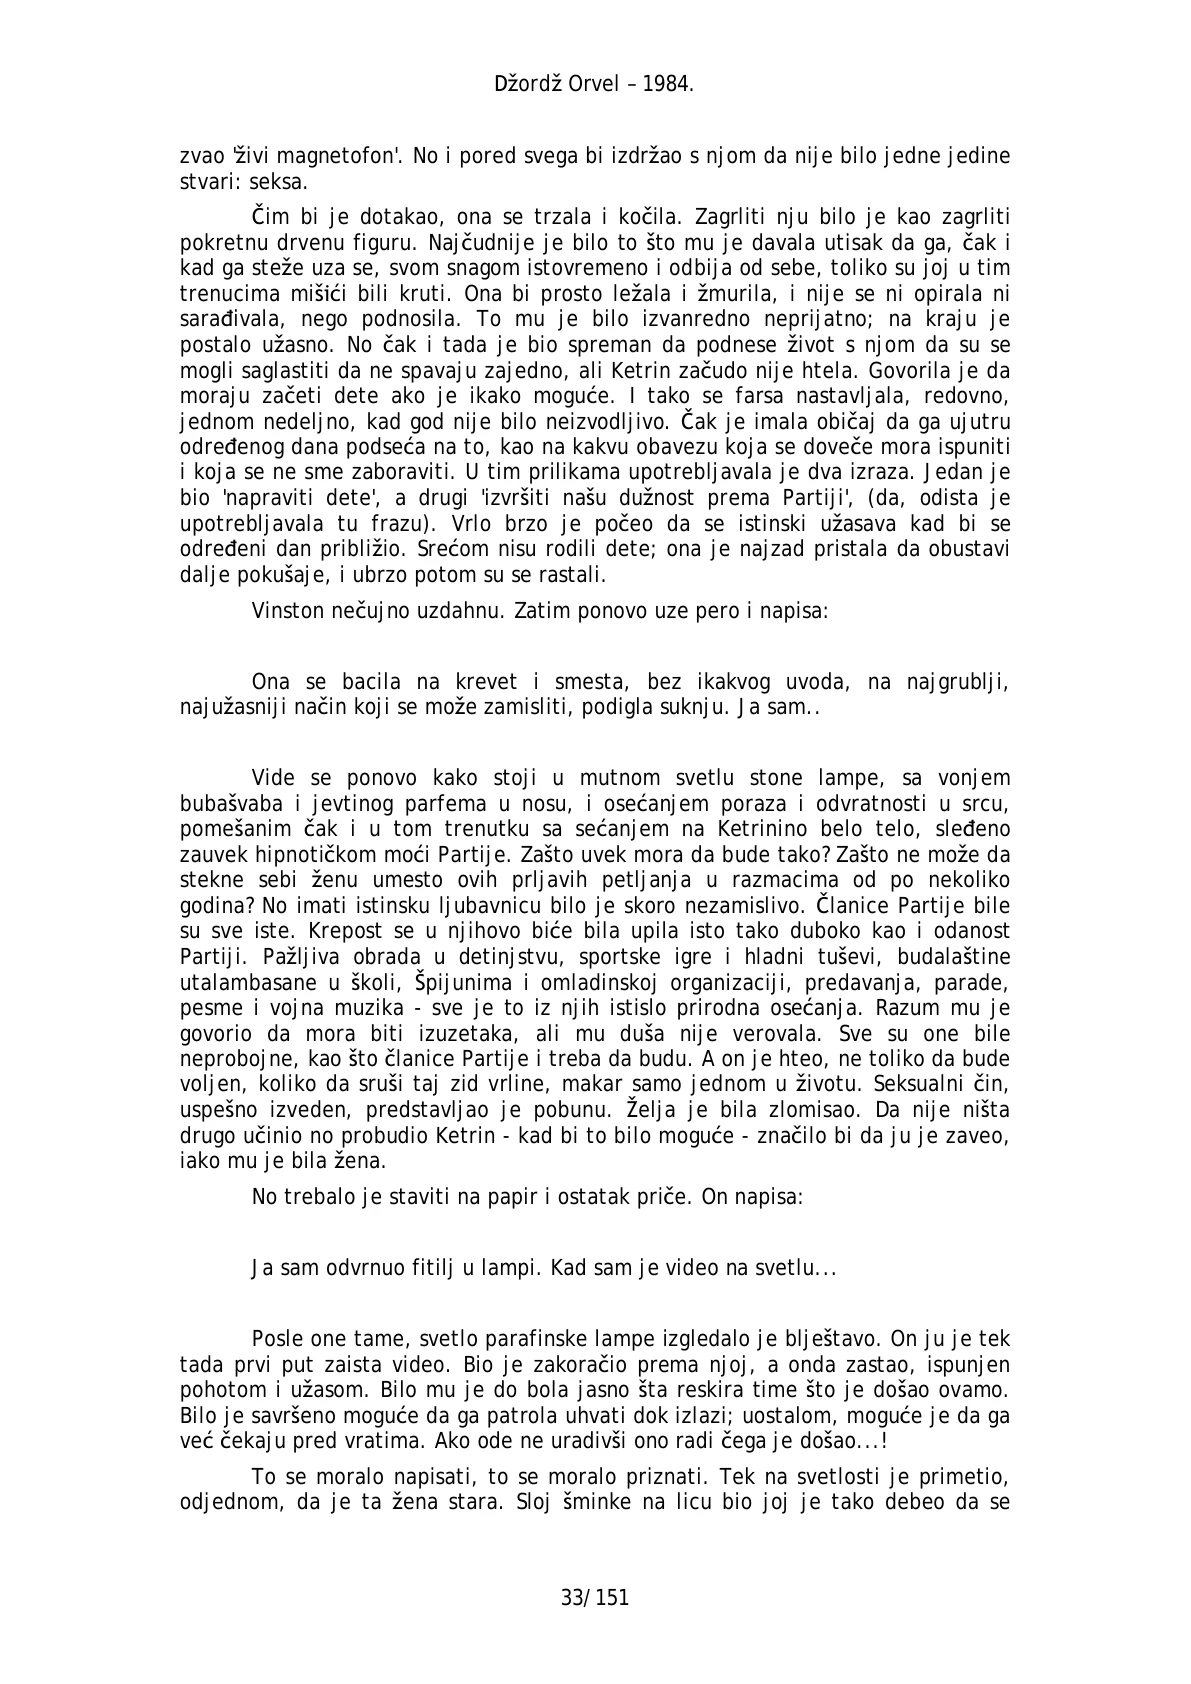 Džordž Orvel – 1984.
zvao 'živi magnetofon'. No i pored svega bi izdržao s njom da nije bilo jedne jedine
stvari: seksa.
Čim bi je dotakao, ona se trzala i kočila. Zagrliti nju bilo je kao zagrliti
pokretnu drvenu figuru. Najčudnije je bilo to što mu je davala utisak da ga, čak i
kad ga steže uza se, svom snagom istovremeno i odbija od sebe, toliko su joj u tim
trenucima mišići bili kruti. Ona bi prosto ležala i žmurila, i nije se ni opirala ni
sarađivala, nego podnosila. To mu je bilo izvanredno neprijatno; na kraju je
postalo užasno. No čak i tada je bio spreman da podnese život s njom da su se
mogli saglastiti da ne spavaju zajedno, ali Ketrin začudo nije htela. Govorila je da
moraju začeti dete ako je ikako moguće. I tako se farsa nastavljala, redovno,
jednom nedeljno, kad god nije bilo neizvodljivo. Čak je imala običaj da ga ujutru
određenog dana podseća na to, kao na kakvu obavezu koja se doveče mora ispuniti
i koja se ne sme zaboraviti. U tim prilikama upotrebljavala je dva izraza. Jedan je
bio 'napraviti dete', a drugi 'izvršiti našu dužnost prema Partiji', (da, odista je
upotrebljavala tu frazu). Vrlo brzo je počeo da se istinski užasava kad bi se
određeni dan približio. Srećom nisu rodili dete; ona je najzad pristala da obustavi
dalje pokušaje, i ubrzo potom su se rastali.
Vinston nečujno uzdahnu. Zatim ponovo uze pero i napisa:
Ona se bacila na krevet i smesta, bez ikakvog uvoda, na najgrublji,
najužasniji način koji se može zamisliti, podigla suknju. Ja sam..
Vide se ponovo kako stoji u mutnom svetlu stone lampe, sa vonjem
bubašvaba i jevtinog parfema u nosu, i osećanjem poraza i odvratnosti u srcu,
pomešanim čak i u tom trenutku sa sećanjem na Ketrinino belo telo, sleđeno
zauvek hipnotičkom moći Partije. Zašto uvek mora da bude tako? Zašto ne može da
stekne sebi ženu umesto ovih prljavih petljanja u razmacima od po nekoliko
godina? No imati istinsku ljubavnicu bilo je skoro nezamislivo. Članice Partije bile
su sve iste. Krepost se u njihovo biće bila upila isto tako duboko kao i odanost
Partiji. Pažljiva obrada u detinjstvu, sportske igre i hladni tuševi, budalaštine
utalambasane u školi, Špijunima i omladinskoj organizaciji, predavanja, parade,
pesme i vojna muzika - sve je to iz njih istislo prirodna osećanja. Razum mu je
govorio da mora biti izuzetaka, ali mu duša nije verovala. Sve su one bile
neprobojne, kao što članice Partije i treba da budu. A on je hteo, ne toliko da bude
voljen, koliko da sruši taj zid vrline, makar samo jednom u životu. Seksualni čin,
uspešno izveden, predstavljao je pobunu. Želja je bila zlomisao. Da nije ništa
drugo učinio no probudio Ketrin - kad bi to bilo moguće - značilo bi da ju je zaveo,
iako mu je bila žena.
No trebalo je staviti na papir i ostatak priče. On napisa:
Ja sam odvrnuo fitilj u lampi. Kad sam je video na svetlu...
Posle one tame, svetlo parafinske lampe izgledalo je blještavo. On ju je tek
tada prvi put zaista video. Bio je zakoračio prema njoj, a onda zastao, ispunjen
pohotom i užasom. Bilo mu je do bola jasno šta reskira time što je došao ovamo.
Bilo je savršeno moguće da ga patrola uhvati dok izlazi; uostalom, moguće je da ga
već čekaju pred vratima. Ako ode ne uradivši ono radi čega je došao...!
To se moralo napisati, to se moralo priznati. Tek na svetlosti je primetio,
odjednom, da je ta žena stara. Sloj šminke na licu bio joj je tako debeo da se
33/151